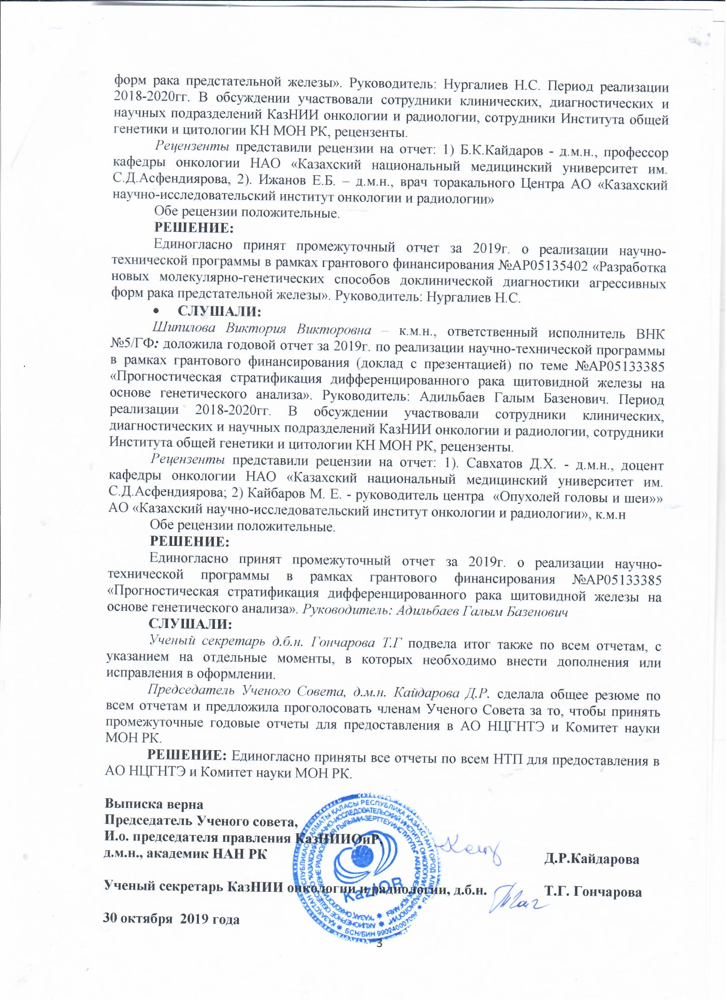 форм рака предстательной железы». Руководитель: Нургалиев Н.С. Период реализации
2018-2020гг. В обсуждении участвовали сотрудники клинических, диагностических и
научных подразделений КазНИИ онкологии и радиологии, сотрудники Института общей
генетики и цитологии КН МОН РК, рецензенты.
Рецензенты представили рецензии на отчет: 1) Б.К.Кайдаров - д.м.н., профессор
кафедры онкологии НАО «Казахский национальный медицинский университет им.
С.Д.Асфендиярова, 2). Ижанов Е.Б. – д.м.н., врач торакального Центра АО «Казахский
научно-исследовательский институт онкологии и радиологии»
Обе рецензии положительные.
РЕШЕНИЕ:
Единогласно принят промежуточный отчет за 2019г. о реализации научно-
технической программы в рамках грантового финансирования №АР05135402 «Разработка
новых молекулярно-генетических способов доклинической диагностики агрессивных
форм рака предстательной железы». Руководитель: Нургалиев Н.С.
• СЛУШАЛИ:
Шипилова Виктория Викторовна – к.м.н., ответственный исполнитель ВНК
№5/ГФ: доложила годовой отчет за 2019г. по реализации научно-технической программы
в рамках грантового финансирования (доклад с презентацией) по теме №АР05133385
«Прогностическая стратификация дифференцированного рака щитовидной железы на
основе генетического анализа». Руководитель: Адильбаев Галым Базенович. Период
реализации 2018-2020гг. В обсуждении участвовали сотрудники клинических,
диагностических и научных подразделений КазНИИ онкологии и радиологии, сотрудники
Института общей генетики и цитологии КН МОН РК, рецензенты.
Рецензенты представили рецензии на отчет: 1). Савхатов Д.Х. - д.м.н., доцент
кафедры онкологии НАО «Казахский национальный медицинский университет им.
С.Д.Асфендиярова; 2) Кайбаров М. Е. - руководитель центра «Опухолей головы и шеи»»
АО «Казахский научно-исследовательский институт онкологии и радиологии», к.м.н
Обе рецензии положительные.
РЕШЕНИЕ:
Единогласно принят промежуточный отчет за 2019г. о реализации научно-
технической программы в рамках грантового финансирования №АР05133385
«Прогностическая стратификация дифференцированного рака щитовидной железы на
основе генетического анализа». Руководитель: Адильбаев Галым Базенович
СЛУШАЛИ:
Ученый секретарь д.б.н. Гончарова Т.Г подвела итог также по всем отчетам, с
указанием на отдельные моменты, в которых необходимо внести дополнения или
исправления в оформлении.
Председатель Ученого Совета, д.м.н. Кайдарова Д.Р. сделала общее резюме по
всем отчетам и предложила проголосовать членам Ученого Совета за то, чтобы принять
промежуточные годовые отчеты для предоставления в АО НЦГНТЭ и Комитет науки
МОН РК.
РЕШЕНИЕ: Единогласно приняты все отчеты по всем НТП для предоставления в
АО НЦГНТЭ и Комитет науки МОН РК.
Выписка верна
Председатель Ученого совета,
И.о. председателя правления КазНИИОиР,
д.м.н., академик НАН РК Д.Р.Кайдарова
Ученый секретарь КазНИИ онкологии и радиологии, д.б.н. Т.Г. Гончарова
30 октября 2019 года
KazIOR
3